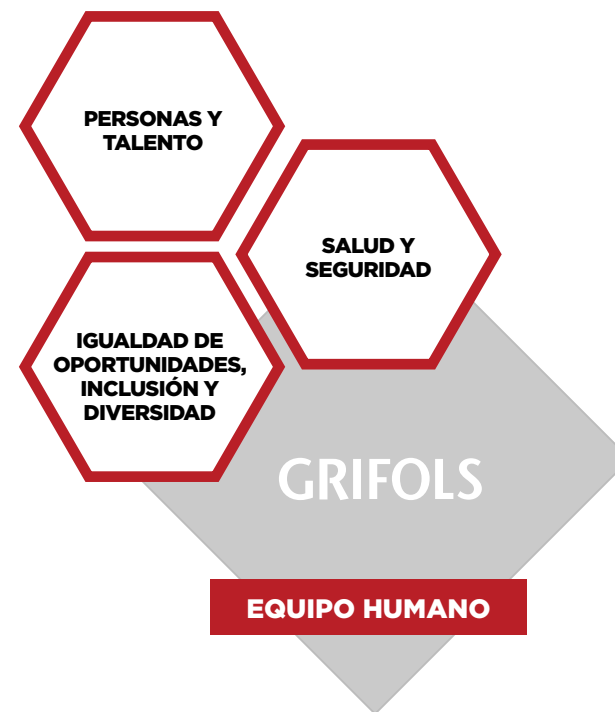 PERSONAS Y
TALENTO
SALUD Y
SEGURIDAD
IGUALDAD DE
OPORTUNIDADES,
INCLUSIÓN Y
DIVERSIDAD
GRIFOLS
EQUIPO HUMANO